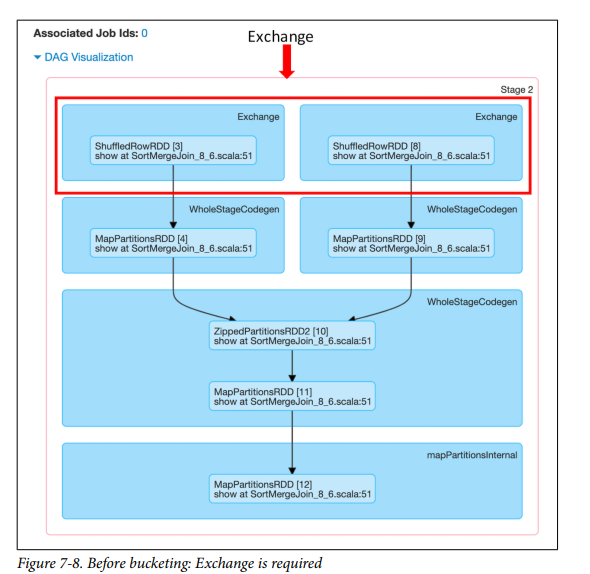 Associated Job Ids: 0
Exchange
DAG Visualization
Stage 2
Exchange
ShuffledRowRDD [3]
show at SortMergeJoin_8_6.scala:51
Exchange
ShuffledRowRDD [8]
show at SortMergeJoin_8_6.scala:51
WholeStageCodegen
MapPartitionsRDD [4]
show at SortMergeJoin_8_6.scala:51
WholeStageCodegen
MapPartitionsRDD [9]
show at SortMergeJoin_8_6.scala:51
WholeStageCodegen
ZippedPartitionsRDD2 [10]
show at SortMergeJoin_8_6.scala:51
MapPartitionsRDD [11]
show at SortMergeJoin_8_6.scala:51
mapPartitionsInternal
MapPartitionsRDD [12]
show at SortMergeJoin_8_6.scala:51
Figure 7-8. Before bucketing: Exchange is required